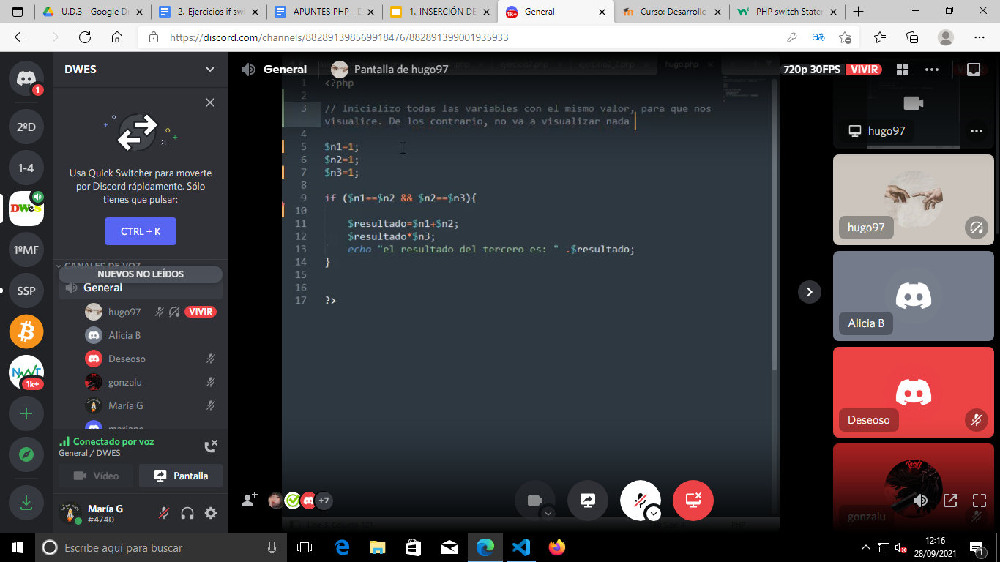 U.D.3 - Google Dr
2.-Ejercicios if sw
APUNTES PHP - D
1.-INSERCIÓN DE
General
Curso: Desarrollo
PHP switch Stater
1k+
https://discord.com/channels/882891398569918476/882891399001935933
1
2ºD
1-4
DWeS
1ºMF
SSP
1k+
DWES
Usa Quick Switcher para moverte
por Discord rápidamente. Sólo
tienes que pulsar:
CTRL + K
CANALES DE VOZ
NUEVOS NO LEÍDOS
General
hugo97 VIVIR
Alicia B
Deseoso
gonzalu
María G
mariano
Conectado por voz
General / DWES
Vídeo
Pantalla
María G
#4740
General
Pantalla de hugo97
720p 30FPS VIVIR
hugo.php
1 <?php
2
3 // Inicializo todas las variables con el mismo valor, para que nos
visualice. De los contrario, no va a visualizar nada
4
5 $n1=1;
6 $n2=1;
7 $n3=1;
8
9 if ($n1==$n2 && $n2==$n3){
10
11 $resultado=$n1+$n2;
12 $resultado*$n3;
13 echo "el resultado del tercero es: " .$resultado;
14 }
15
16
17 ?>
+7
hugo97
hugo97
Alicia B
Deseoso
gonzalu
Escribe aquí para buscar
12:16
28/09/2021
1